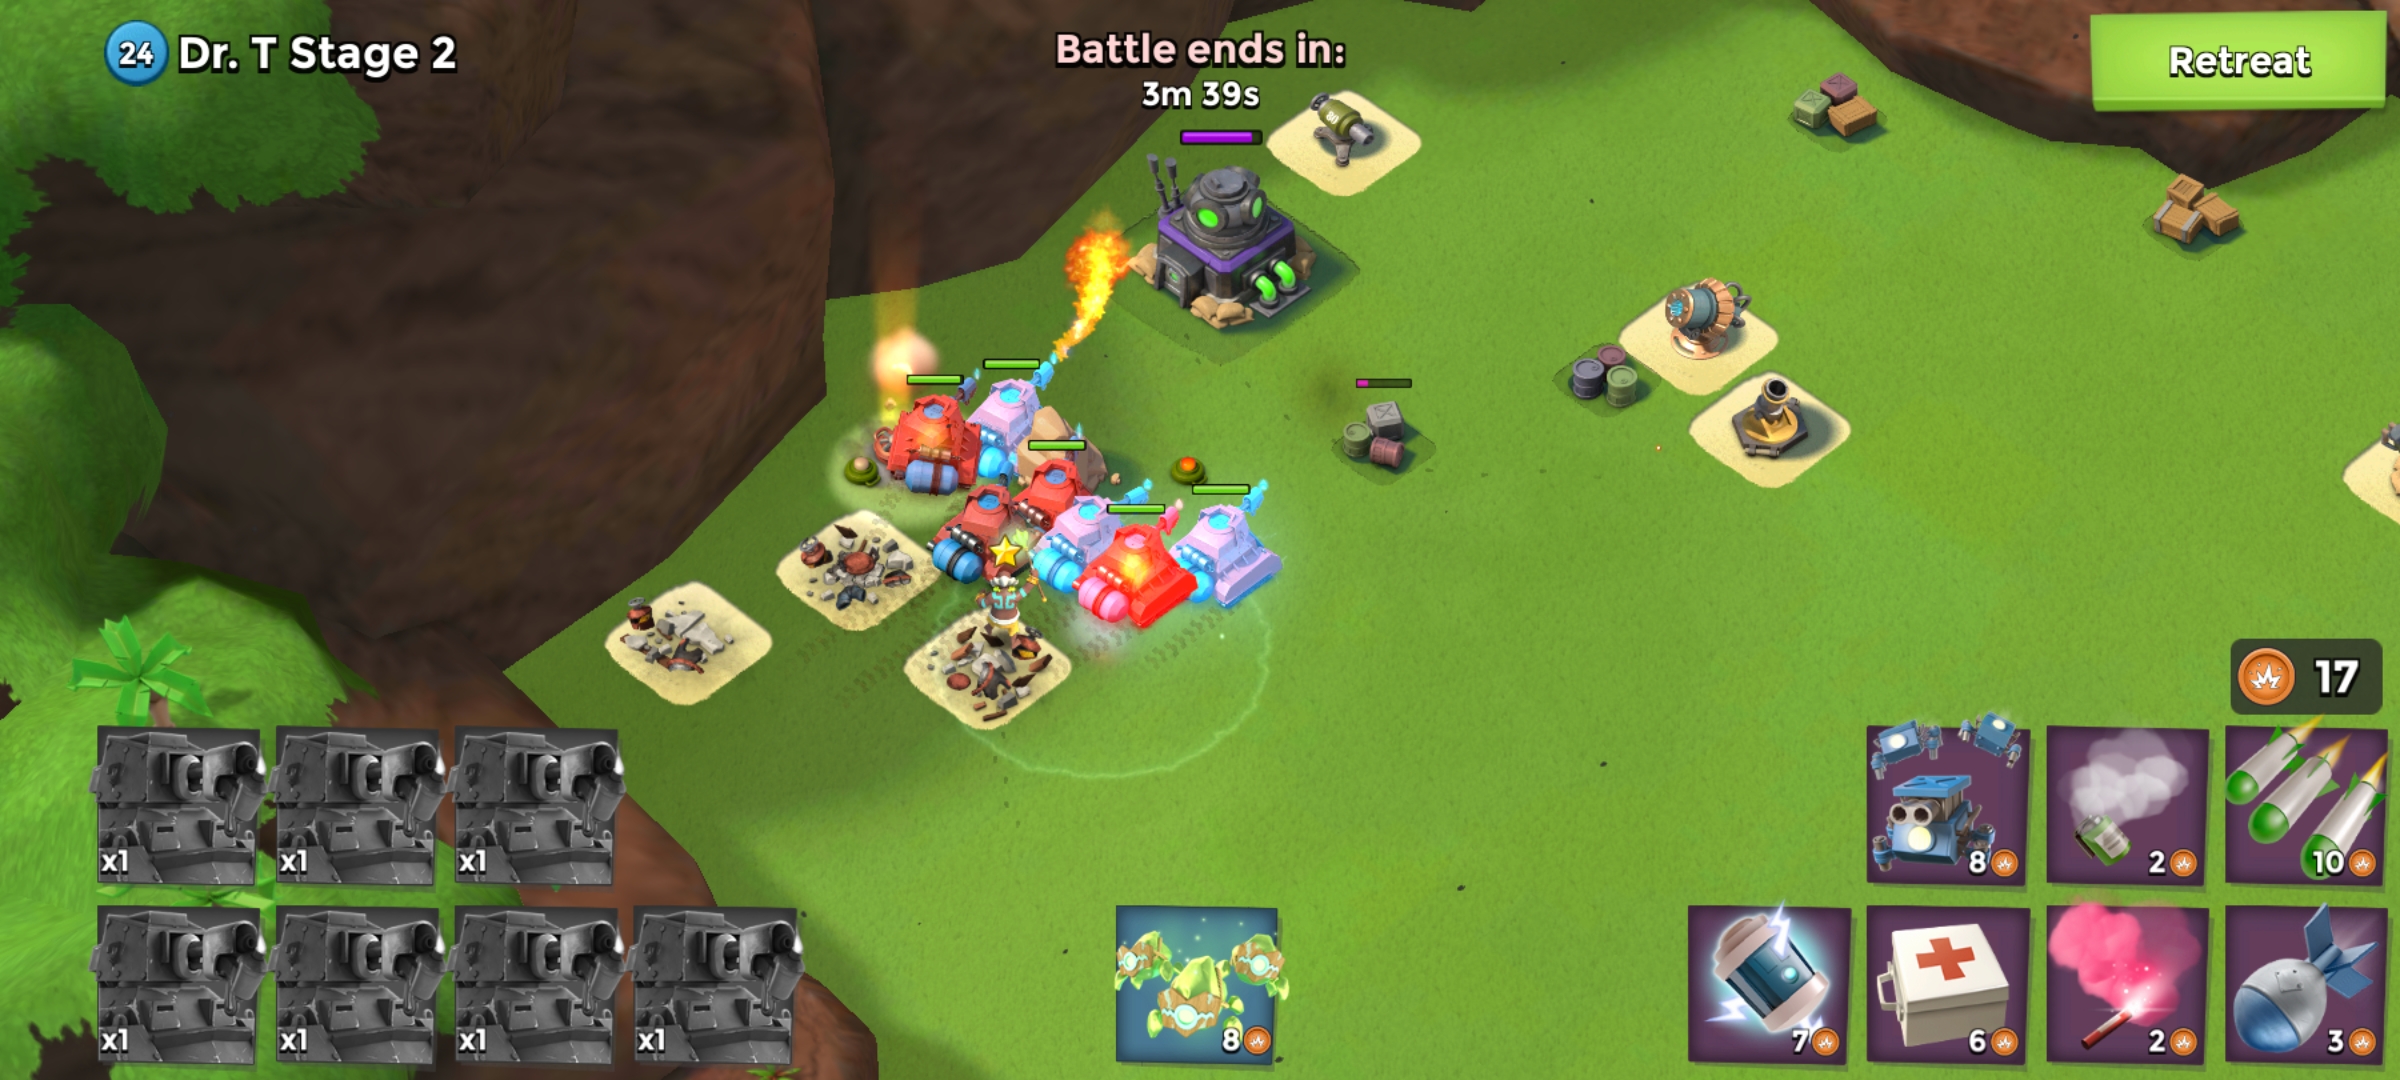 24 Dr. T Stage 2
Battle ends in:
3m 39s
Retreat
80
17
x1 x1 x1
8 2 10
x1 x1 x1 x1
8
7 6 2 3